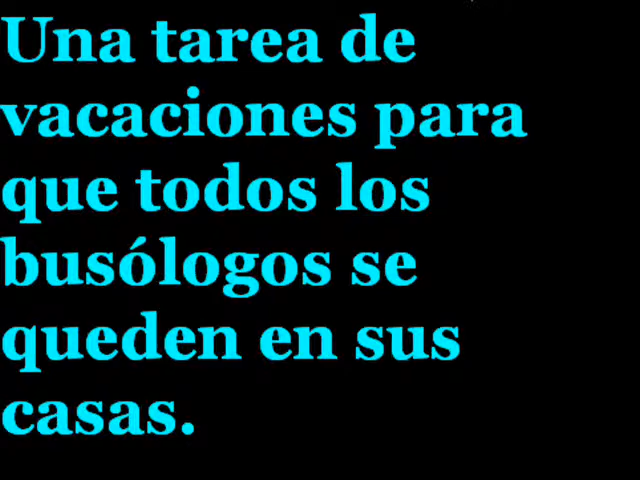 Una tarea de
vacaciones para
que todos los
busólogos se
queden en sus
casas.